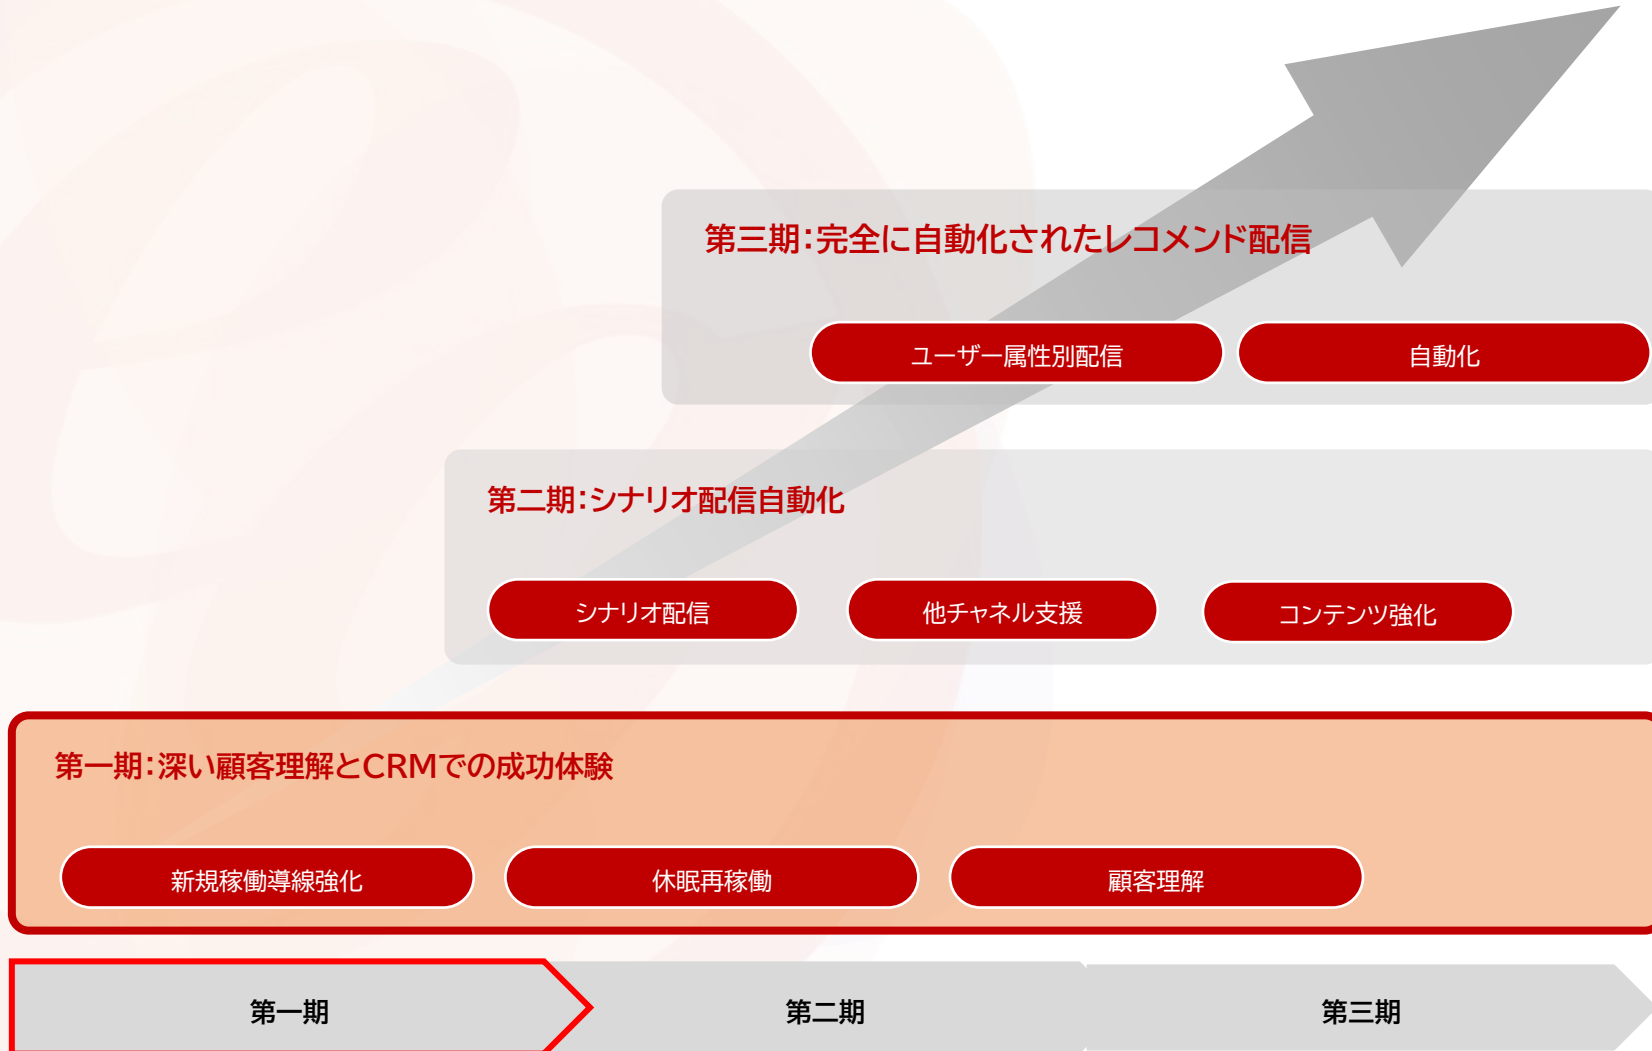 第三期：完全に自動化されたレコメンド配信
ユーザー属性別配信
自動化
第二期：シナリオ配信自動化
シナリオ配信
他チャネル支援
コンテンツ強化
第一期：深い顧客理解とCRMでの成功体験
新規稼働導線強化
休眠再稼働
顧客理解
第一期
第二期
第三期